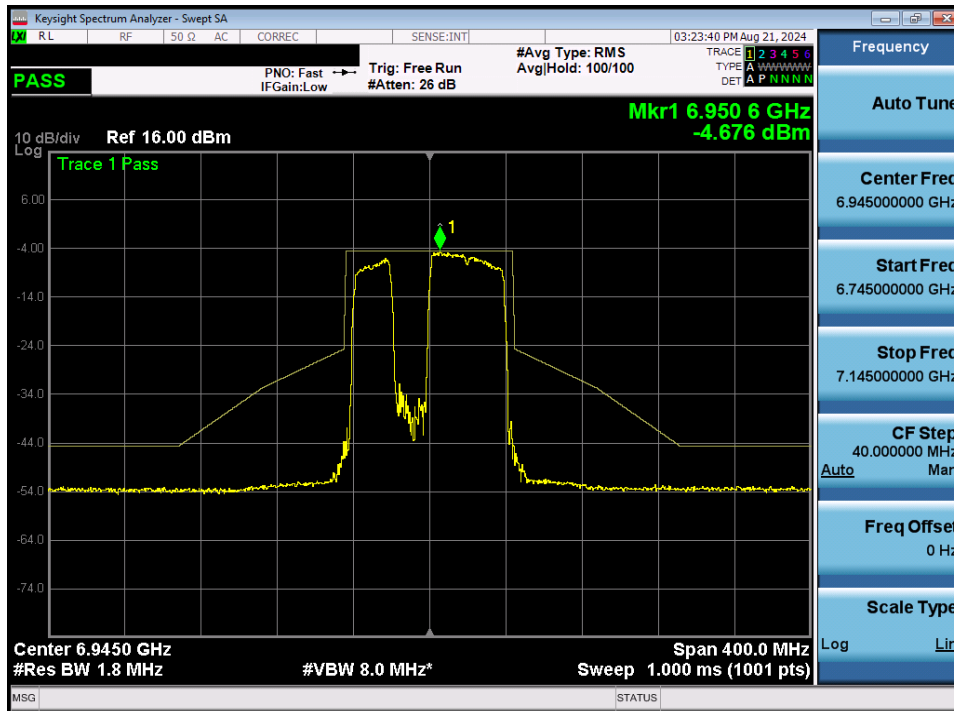 Keysight Spectrum Analyzer - Swept SA
LXI RL RF 50 Ω AC CORREC SENSE:INT 03:23:40 PM Aug 21, 2024
PASS
PNO: Fast
IFGain:Low
Trig: Free Run
#Atten: 26 dB
#Avg Type: RMS
Avg|Hold: 100/100
TRACE 1 2 3 4 5 6
TYPE A WWWWW
DET A P N N N N
Mkr1 6.950 6 GHz
-4.676 dBm
10 dB/div Ref 16.00 dBm
Log
Trace 1 Pass
1
6.00
-4.00
-14.0
-24.0
-34.0
-44.0
-54.0
-64.0
-74.0
Center 6.9450 GHz Span 400.0 MHz
#Res BW 1.8 MHz #VBW 8.0 MHz* Sweep 1.000 ms (1001 pts)
MSG STATUS
Frequency
Auto Tune
Center Freq
6.945000000 GHz
Start Freq
6.745000000 GHz
Stop Freq
7.145000000 GHz
CF Step
40.000000 MHz
Auto Man
Freq Offset
0 Hz
Scale Type
Log Lin